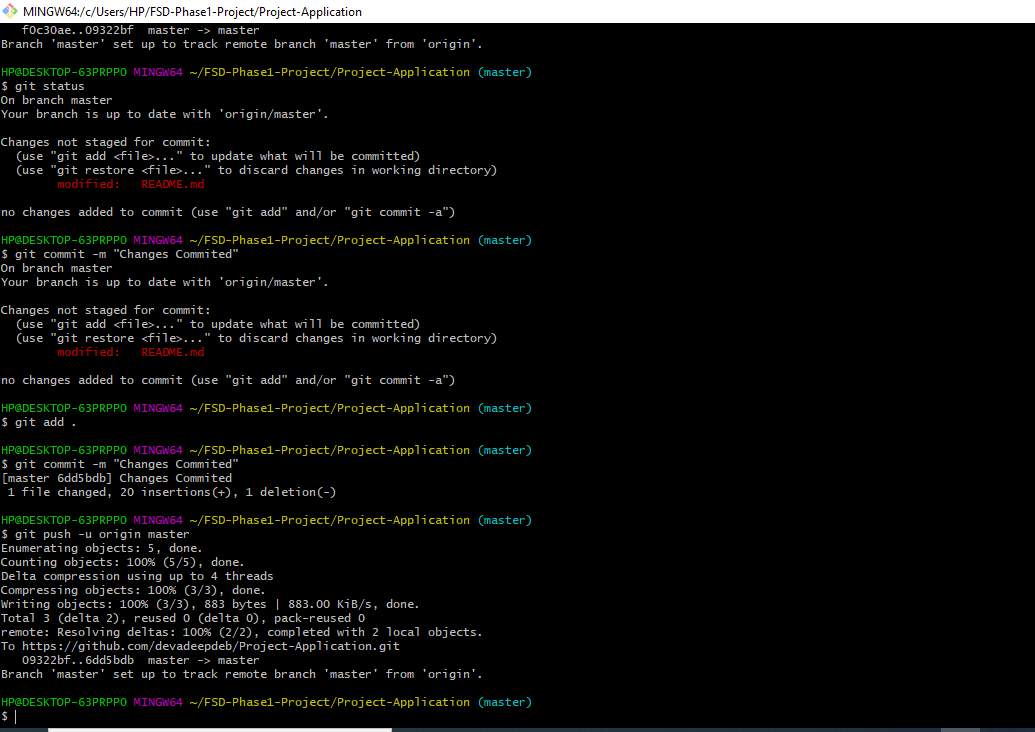 MINGW64:/c/Users/HP/FSD-Phase1-Project/Project-Application
   f0c30ae..09322bf  master -> master
Branch 'master' set up to track remote branch 'master' from 'origin'.
HP@DESKTOP-63PRPPO MINGW64 ~/FSD-Phase1-Project/Project-Application (master)
$ git status
On branch master
Your branch is up to date with 'origin/master'.
Changes not staged for commit:
  (use "git add <file>..." to update what will be committed)
  (use "git restore <file>..." to discard changes in working directory)
        modified:   README.md
no changes added to commit (use "git add" and/or "git commit -a")
HP@DESKTOP-63PRPPO MINGW64 ~/FSD-Phase1-Project/Project-Application (master)
$ git commit -m "Changes Commited"
On branch master
Your branch is up to date with 'origin/master'.
Changes not staged for commit:
  (use "git add <file>..." to update what will be committed)
  (use "git restore <file>..." to discard changes in working directory)
        modified:   README.md
no changes added to commit (use "git add" and/or "git commit -a")
HP@DESKTOP-63PRPPO MINGW64 ~/FSD-Phase1-Project/Project-Application (master)
$ git add .
HP@DESKTOP-63PRPPO MINGW64 ~/FSD-Phase1-Project/Project-Application (master)
$ git commit -m "Changes Commited"
[master 6dd5bdb] Changes Commited
 1 file changed, 20 insertions(+), 1 deletion(-)
HP@DESKTOP-63PRPPO MINGW64 ~/FSD-Phase1-Project/Project-Application (master)
$ git push -u origin master
Enumerating objects: 5, done.
Counting objects: 100% (5/5), done.
Delta compression using up to 4 threads
Compressing objects: 100% (3/3), done.
Writing objects: 100% (3/3), 883 bytes | 883.00 KiB/s, done.
Total 3 (delta 2), reused 0 (delta 0), pack-reused 0
remote: Resolving deltas: 100% (2/2), completed with 2 local objects.
To https://github.com/devadeepdeb/Project-Application.git
   09322bf..6dd5bdb  master -> master
Branch 'master' set up to track remote branch 'master' from 'origin'.
HP@DESKTOP-63PRPPO MINGW64 ~/FSD-Phase1-Project/Project-Application (master)
$